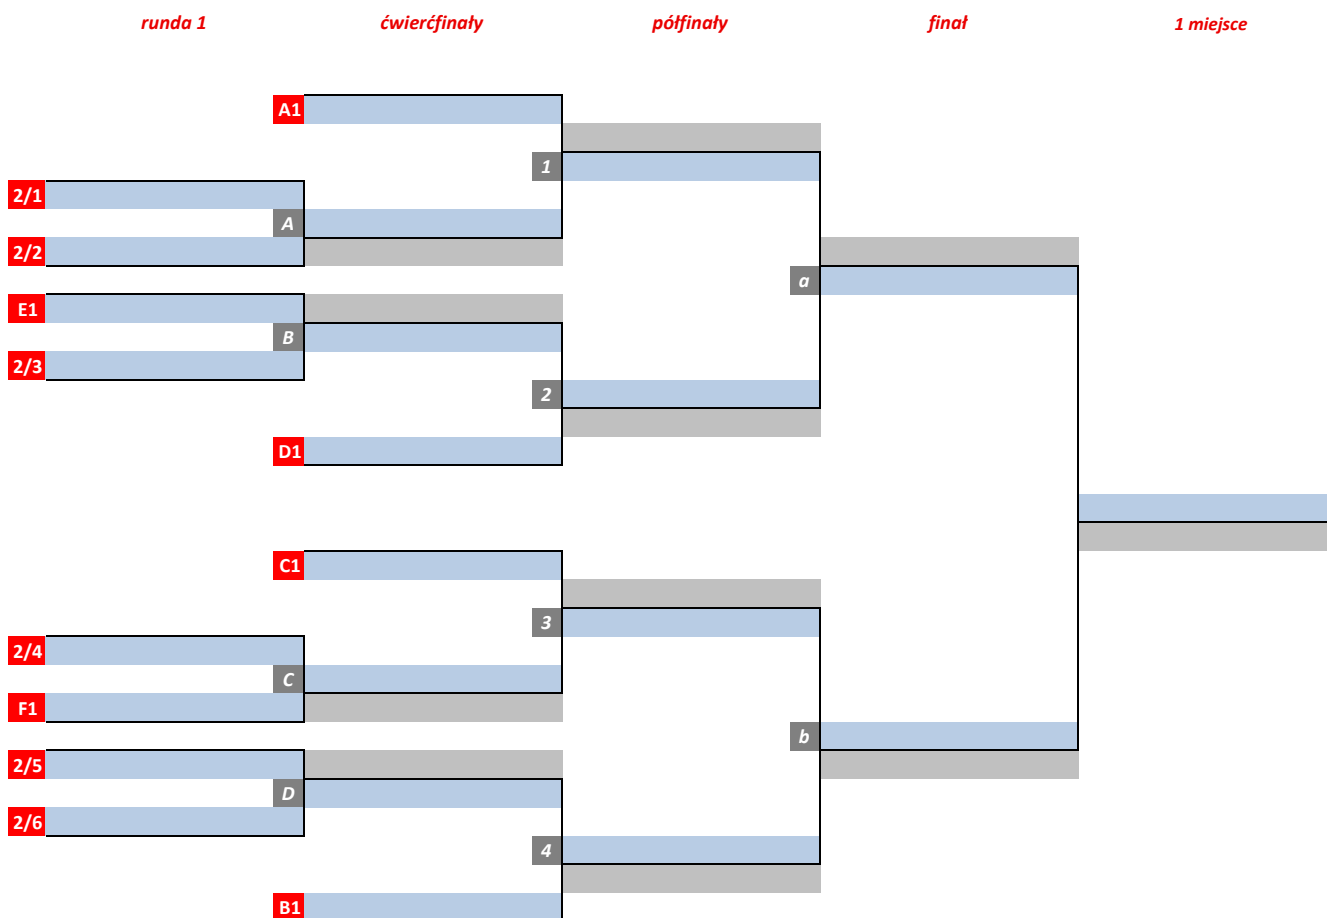 runda 1 ćwierćfinały półfinały finał 1 miejsce
A1
1
2/1
A
2/2
a
E1
B
2/3
2
D1
C1
3
2/4
C
F1
b
2/5
D
2/6
4
B1